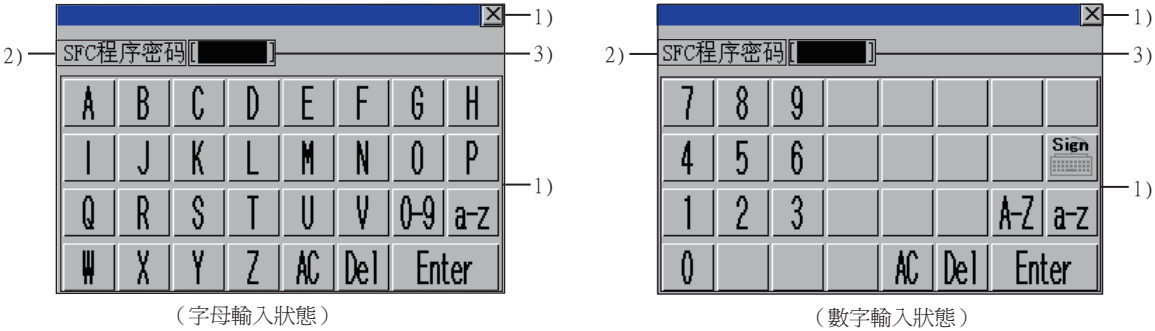 1)
2) SFC程序密码[ ] 3)
A B C D E F G H
I J K L M N O P
1)
Q R S T U V 0-9 a-z
W X Y Z AC Del Enter
(字母輸入狀態)
1)
2) SFC程序密码[ ] 3)
7 8 9
4 5 6 Sign
1)
1 2 3 A-Z a-z
0 AC Del Enter
(數字輸入狀態)